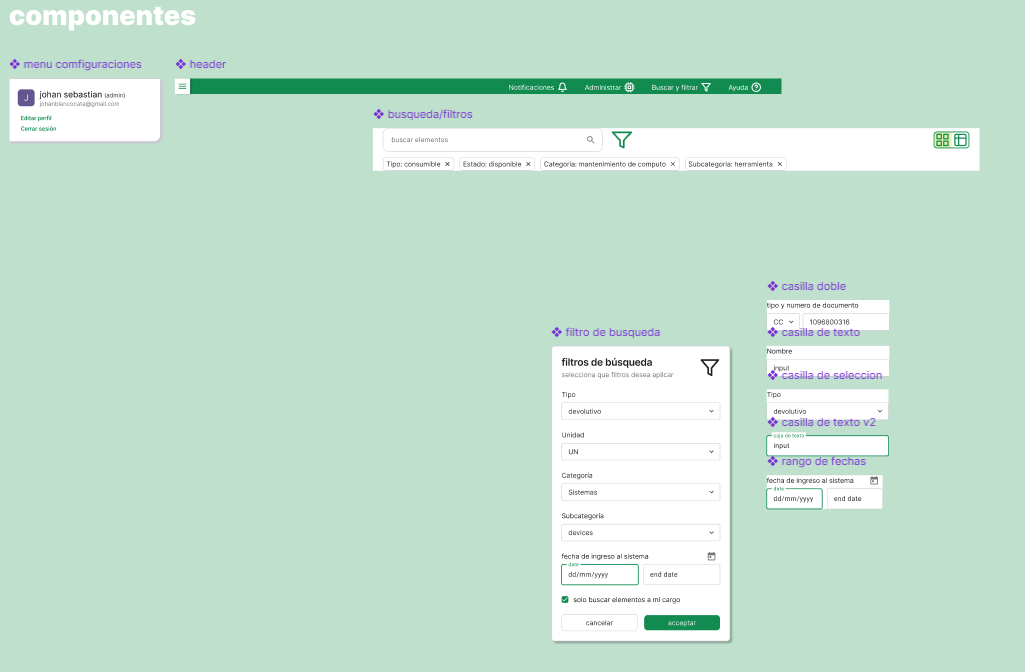 componentes
menu comfiguraciones
J
johan sebastian (admin)
johanblancocata@gmail.com
Editar perfil
Cerrar sesión
header
Notificaciones
Administrar
Buscar y filtrar
Ayuda
busqueda/filtros
buscar elementos
Tipo: consumible ×
Estado: disponible ×
Categoria: mantenimiento de computo ×
Subcategoría: herramienta ×
filtro de busqueda
filtros de búsqueda
selecciona que filtros desea aplicar
Tipo
devolutivo
Unidad
UN
Categoría
Sistemas
Subcategoría
devices
fecha de ingreso al sistema
date
dd/mm/yyyy
end date
solo buscar elementos a mi cargo
cancelar
acceptar
casilla doble
tipo y numero de documento
CC
1096800316
casilla de texto
Nombre
input
casilla de seleccion
Tipo
devolutivo
casilla de texto v2
caja de texto
input
rango de fechas
fecha de ingreso al sistema
date
dd/mm/yyyy
end date